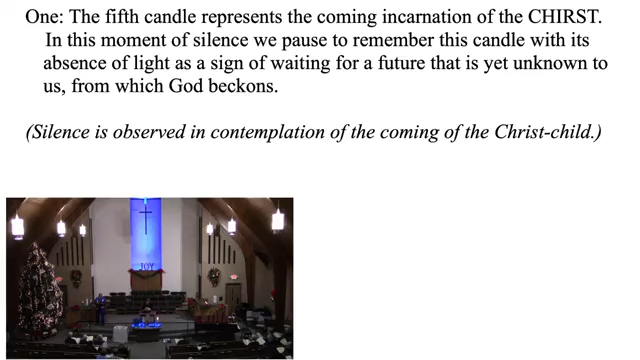 One: The fifth candle represents the coming incarnation of the CHIRST.
In this moment of silence we pause to remember this candle with its
absence of light as a sign of waiting for a future that is yet unknown to
us, from which God beckons.
(Silence is observed in contemplation of the coming of the Christ-child.)
JOY